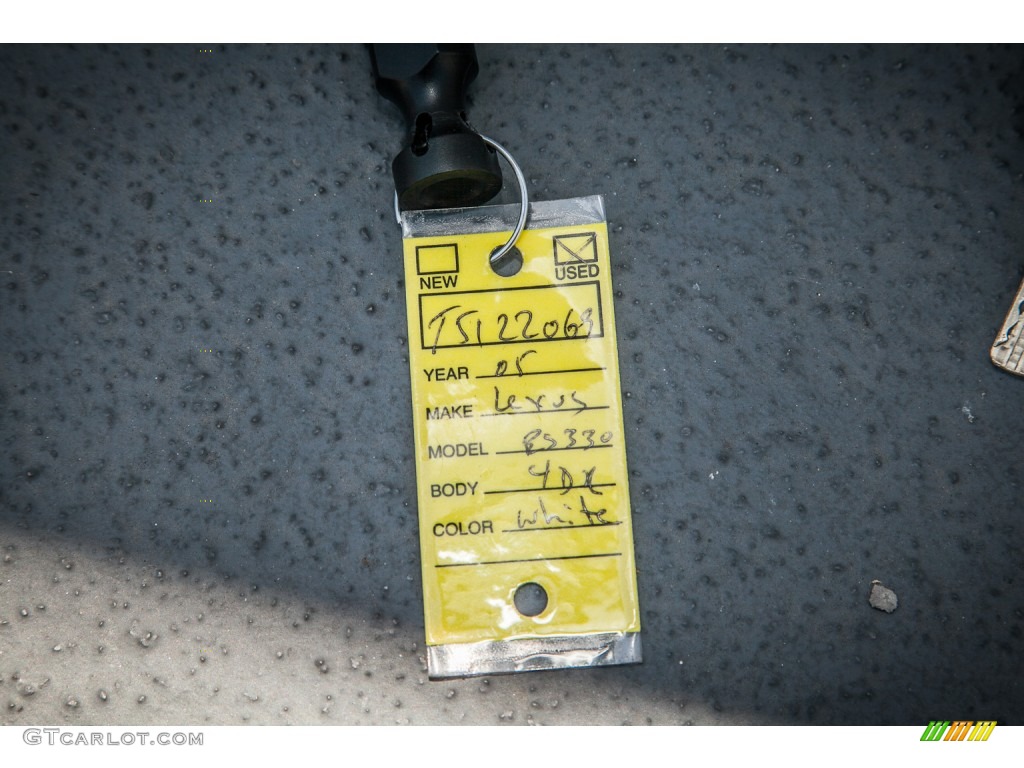 NEW USED
T5122063
YEAR 05
MAKE Lexus
MODEL ES330
BODY 4DR
COLOR white
GTCARLOT.COM